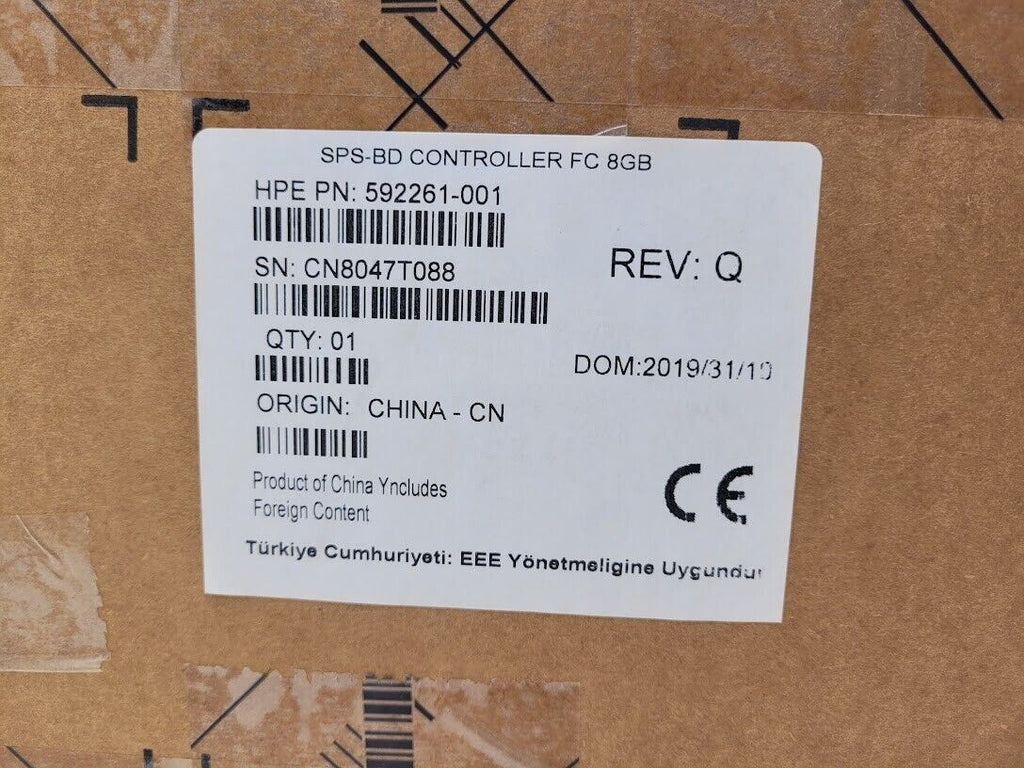 SPS-BD CONTROLLER FC 8GB
HPE PN: 592261-001
SN: CN8047T088
REV: Q
QTY: 01
DOM:2019/31/10
ORIGIN: CHINA - CN
Product of China Yncludes
Foreign Content
CE
Türkiye Cumhuriyeti: EEE Yönetmeligine Uygundur